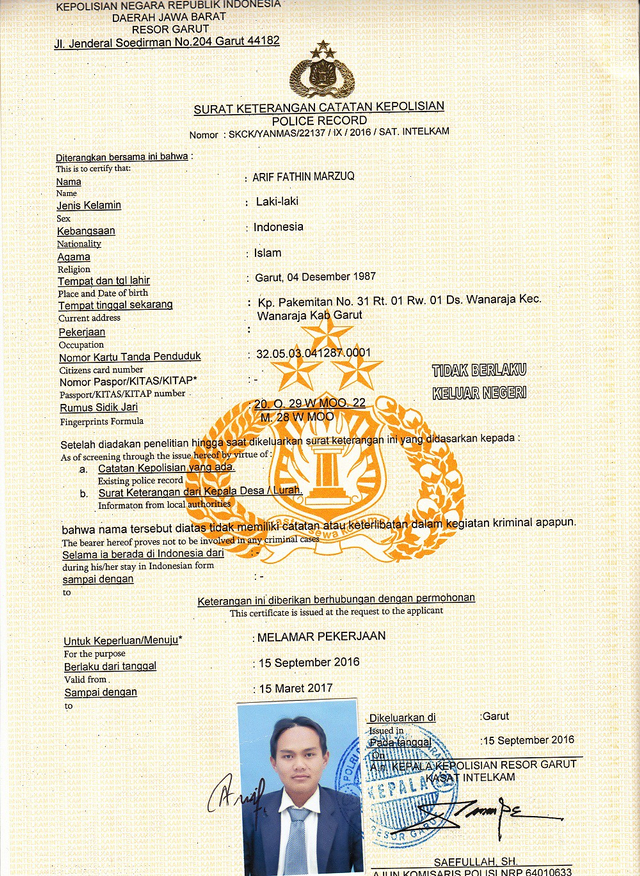 KEPOLISIAN NEGARA REPUBLIK INDONESIA
DAERAH JAWA BARAT
RESOR GARUT
Jl. Jenderal Soedirman No.204 Garut 44182
SURAT KETERANGAN CATATAN KEPOLISIAN
POLICE RECORD
Nomor : SKCK/YANMAS/22137 / IX / 2016 / SAT. INTELKAM
Diterangkan bersama ini bahwa :
This is to certify that:
Nama : ARIF FATHIN MARZUQ
Name
Jenis Kelamin : Laki-laki
Sex
Kebangsaan : Indonesia
Nationality
Agama : Islam
Religion
Tempat dan tgl lahir : Garut, 04 Desember 1987
Place and Date of birth
Tempat tinggal sekarang : Kp. Pakemitan No. 31 Rt. 01 Rw. 01 Ds. Wanaraja Kec.
Current address Wanaraja Kab Garut
Pekerjaan :
Occupation
Nomor Kartu Tanda Penduduk : 32.05.03.041287.0001
Citizens card number
TIDAK BERLAKU
Nomor Paspor/KITAS/KITAP* : -
Passport/KITAS/KITAP number
KELUAR NEGERI
Rumus Sidik Jari : 20. O. 29 W MOO. 22
Fingerprints Formula M. 28 W MOO
Setelah diadakan penelitian hingga saat dikeluarkan surat keterangan ini yang didasarkan kepada :
As of screening through the issue hereof by virtue of :
a. Catatan Kepolisian yang ada.
Existing police record
b. Surat Keterangan dari Kepala Desa / Lurah.
Informaton from local authorities
bahwa nama tersebut diatas tidak memiliki catatan atau keterlibatan dalam kegiatan kriminal apapun.
The bearer hereof proves not to be involved in any criminal cases
Selama ia berada di Indonesia dari : -
during his/her stay in Indonesian form
sampai dengan : -
to
Keterangan ini diberikan berhubungan dengan permohonan
This certificate is issued at the request to the applicant
Untuk Keperluan/Menuju* : MELAMAR PEKERJAAN
For the purpose
Berlaku dari tanggal : 15 September 2016
Valid from
Sampai dengan : 15 Maret 2017
to
Dikeluarkan di :Garut
Issued in
Pada tanggal :15 September 2016
On
A.n. KEPALA KEPOLISIAN RESOR GARUT
KASAT INTELKAM
KEPALA
RESOR GARUT
Arif
SAEFULLAH, SH.
AJUN KOMISARIS POLISI NRP 64010633